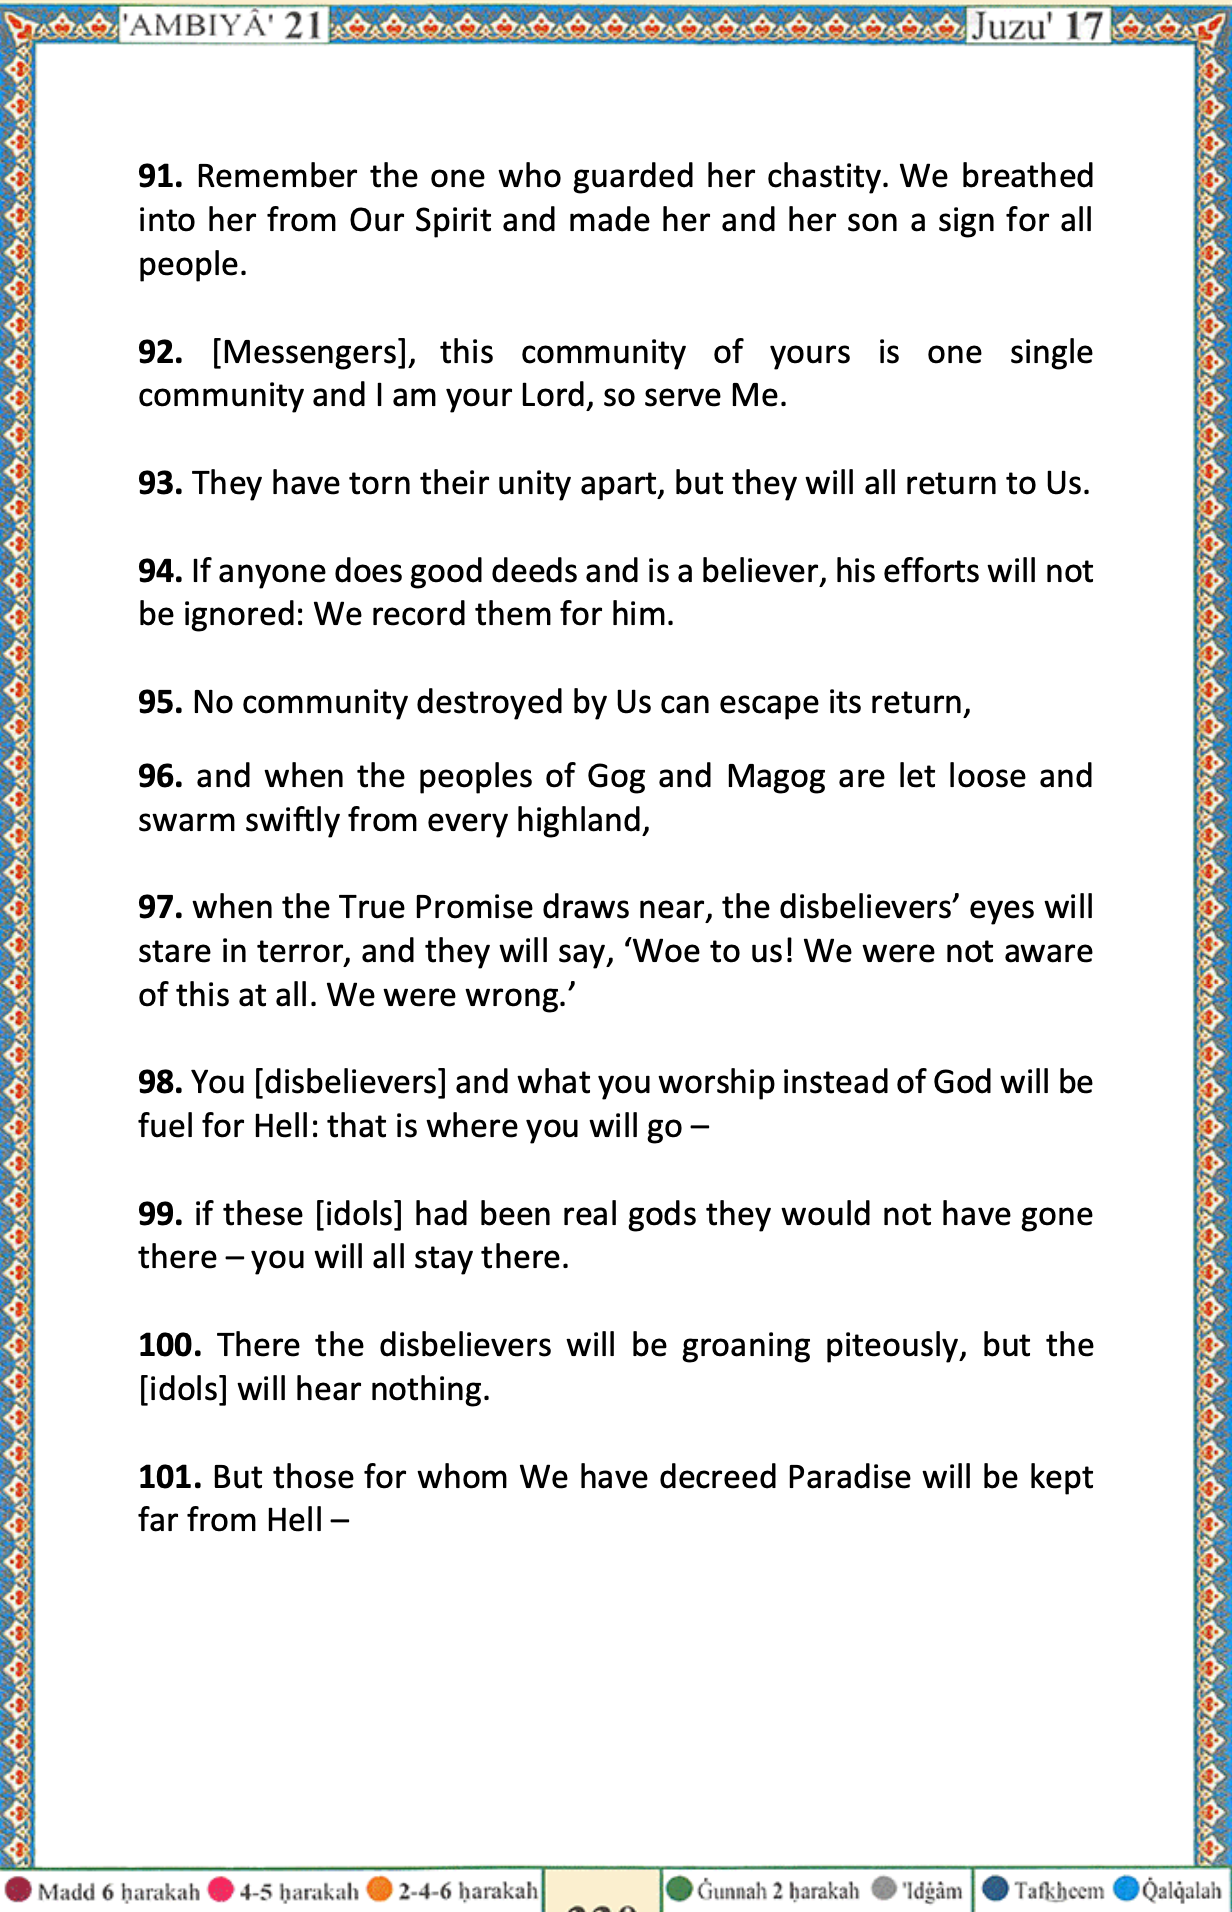 'AMBIYÂ' 21
Juzu' 17
91. Remember the one who guarded her chastity. We breathed
into her from Our Spirit and made her and her son a sign for all
people.
92. [Messengers], this community of yours is one single
community and I am your Lord, so serve Me.
93. They have torn their unity apart, but they will all return to Us.
94. If anyone does good deeds and is a believer, his efforts will not
be ignored: We record them for him.
95. No community destroyed by Us can escape its return,
96. and when the peoples of Gog and Magog are let loose and
swarm swiftly from every highland,
97. when the True Promise draws near, the disbelievers’ eyes will
stare in terror, and they will say, ‘Woe to us! We were not aware
of this at all. We were wrong.’
98. You [disbelievers] and what you worship instead of God will be
fuel for Hell: that is where you will go –
99. if these [idols] had been real gods they would not have gone
there – you will all stay there.
100. There the disbelievers will be groaning piteously, but the
[idols] will hear nothing.
101. But those for whom We have decreed Paradise will be kept
far from Hell –
Madd 6 ḥarakah 4-5 ḥarakah 2-4-6 ḥarakah
Ġunnah 2 ḥarakah 'Idġâm
Tafk͟heem Q̇alq̇alah